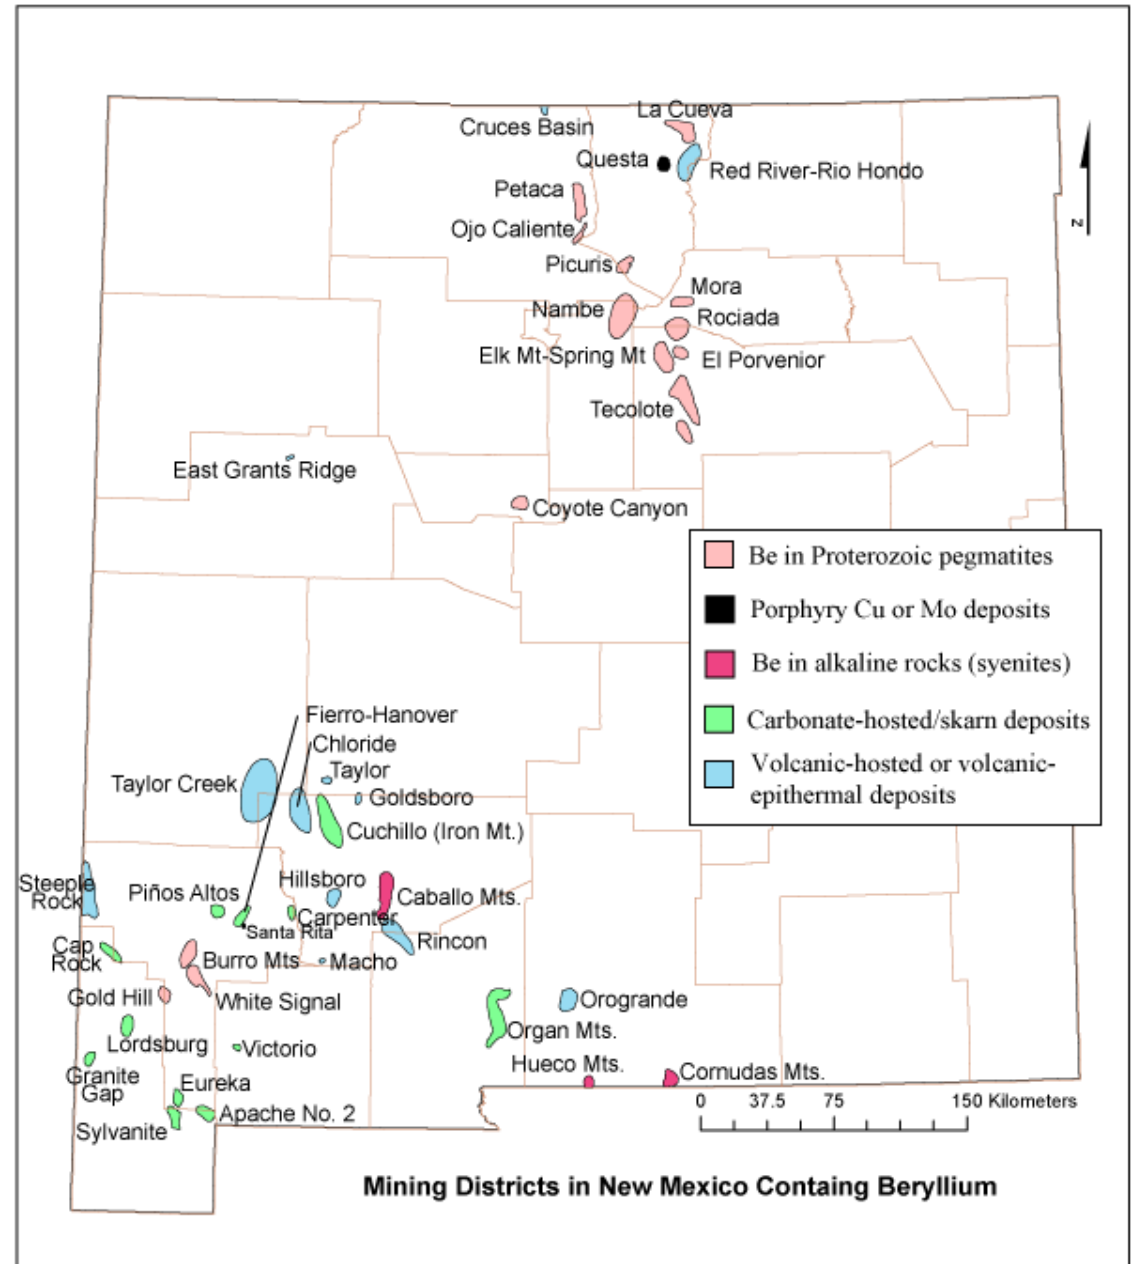 La Cueva
Cruces Basin
Questa
Red River-Rio Hondo
Petaca
Ojo Caliente
Picuris
N
Mora
Nambe
Rociada
Elk Mt-Spring Mt
El Porvenior
Tecolote
East Grants Ridge
Coyote Canyon
Be in Proterozoic pegmatites
Porphyry Cu or Mo deposits
Be in alkaline rocks (syenites)
Carbonate-hosted/skarn deposits
Volcanic-hosted or volcanic-
epithermal deposits
Fierro-Hanover
Chloride
Taylor
Taylor Creek
Goldsboro
Cuchillo (Iron Mt.)
Steeple
Rock
Piños Altos
Hillsboro
Caballo Mts.
Carpenter
Santa Rita
Rincon
Cap
Rock
Burro Mts
Macho
Gold Hill
White Signal
Orogrande
Organ Mts.
Lordsburg
Victorio
Hueco Mts.
Cornudas Mts.
Granite
Gap
Eureka
Apache No. 2
Sylvanite
0 37.5 75 150 Kilometers
Mining Districts in New Mexico Containg Beryllium